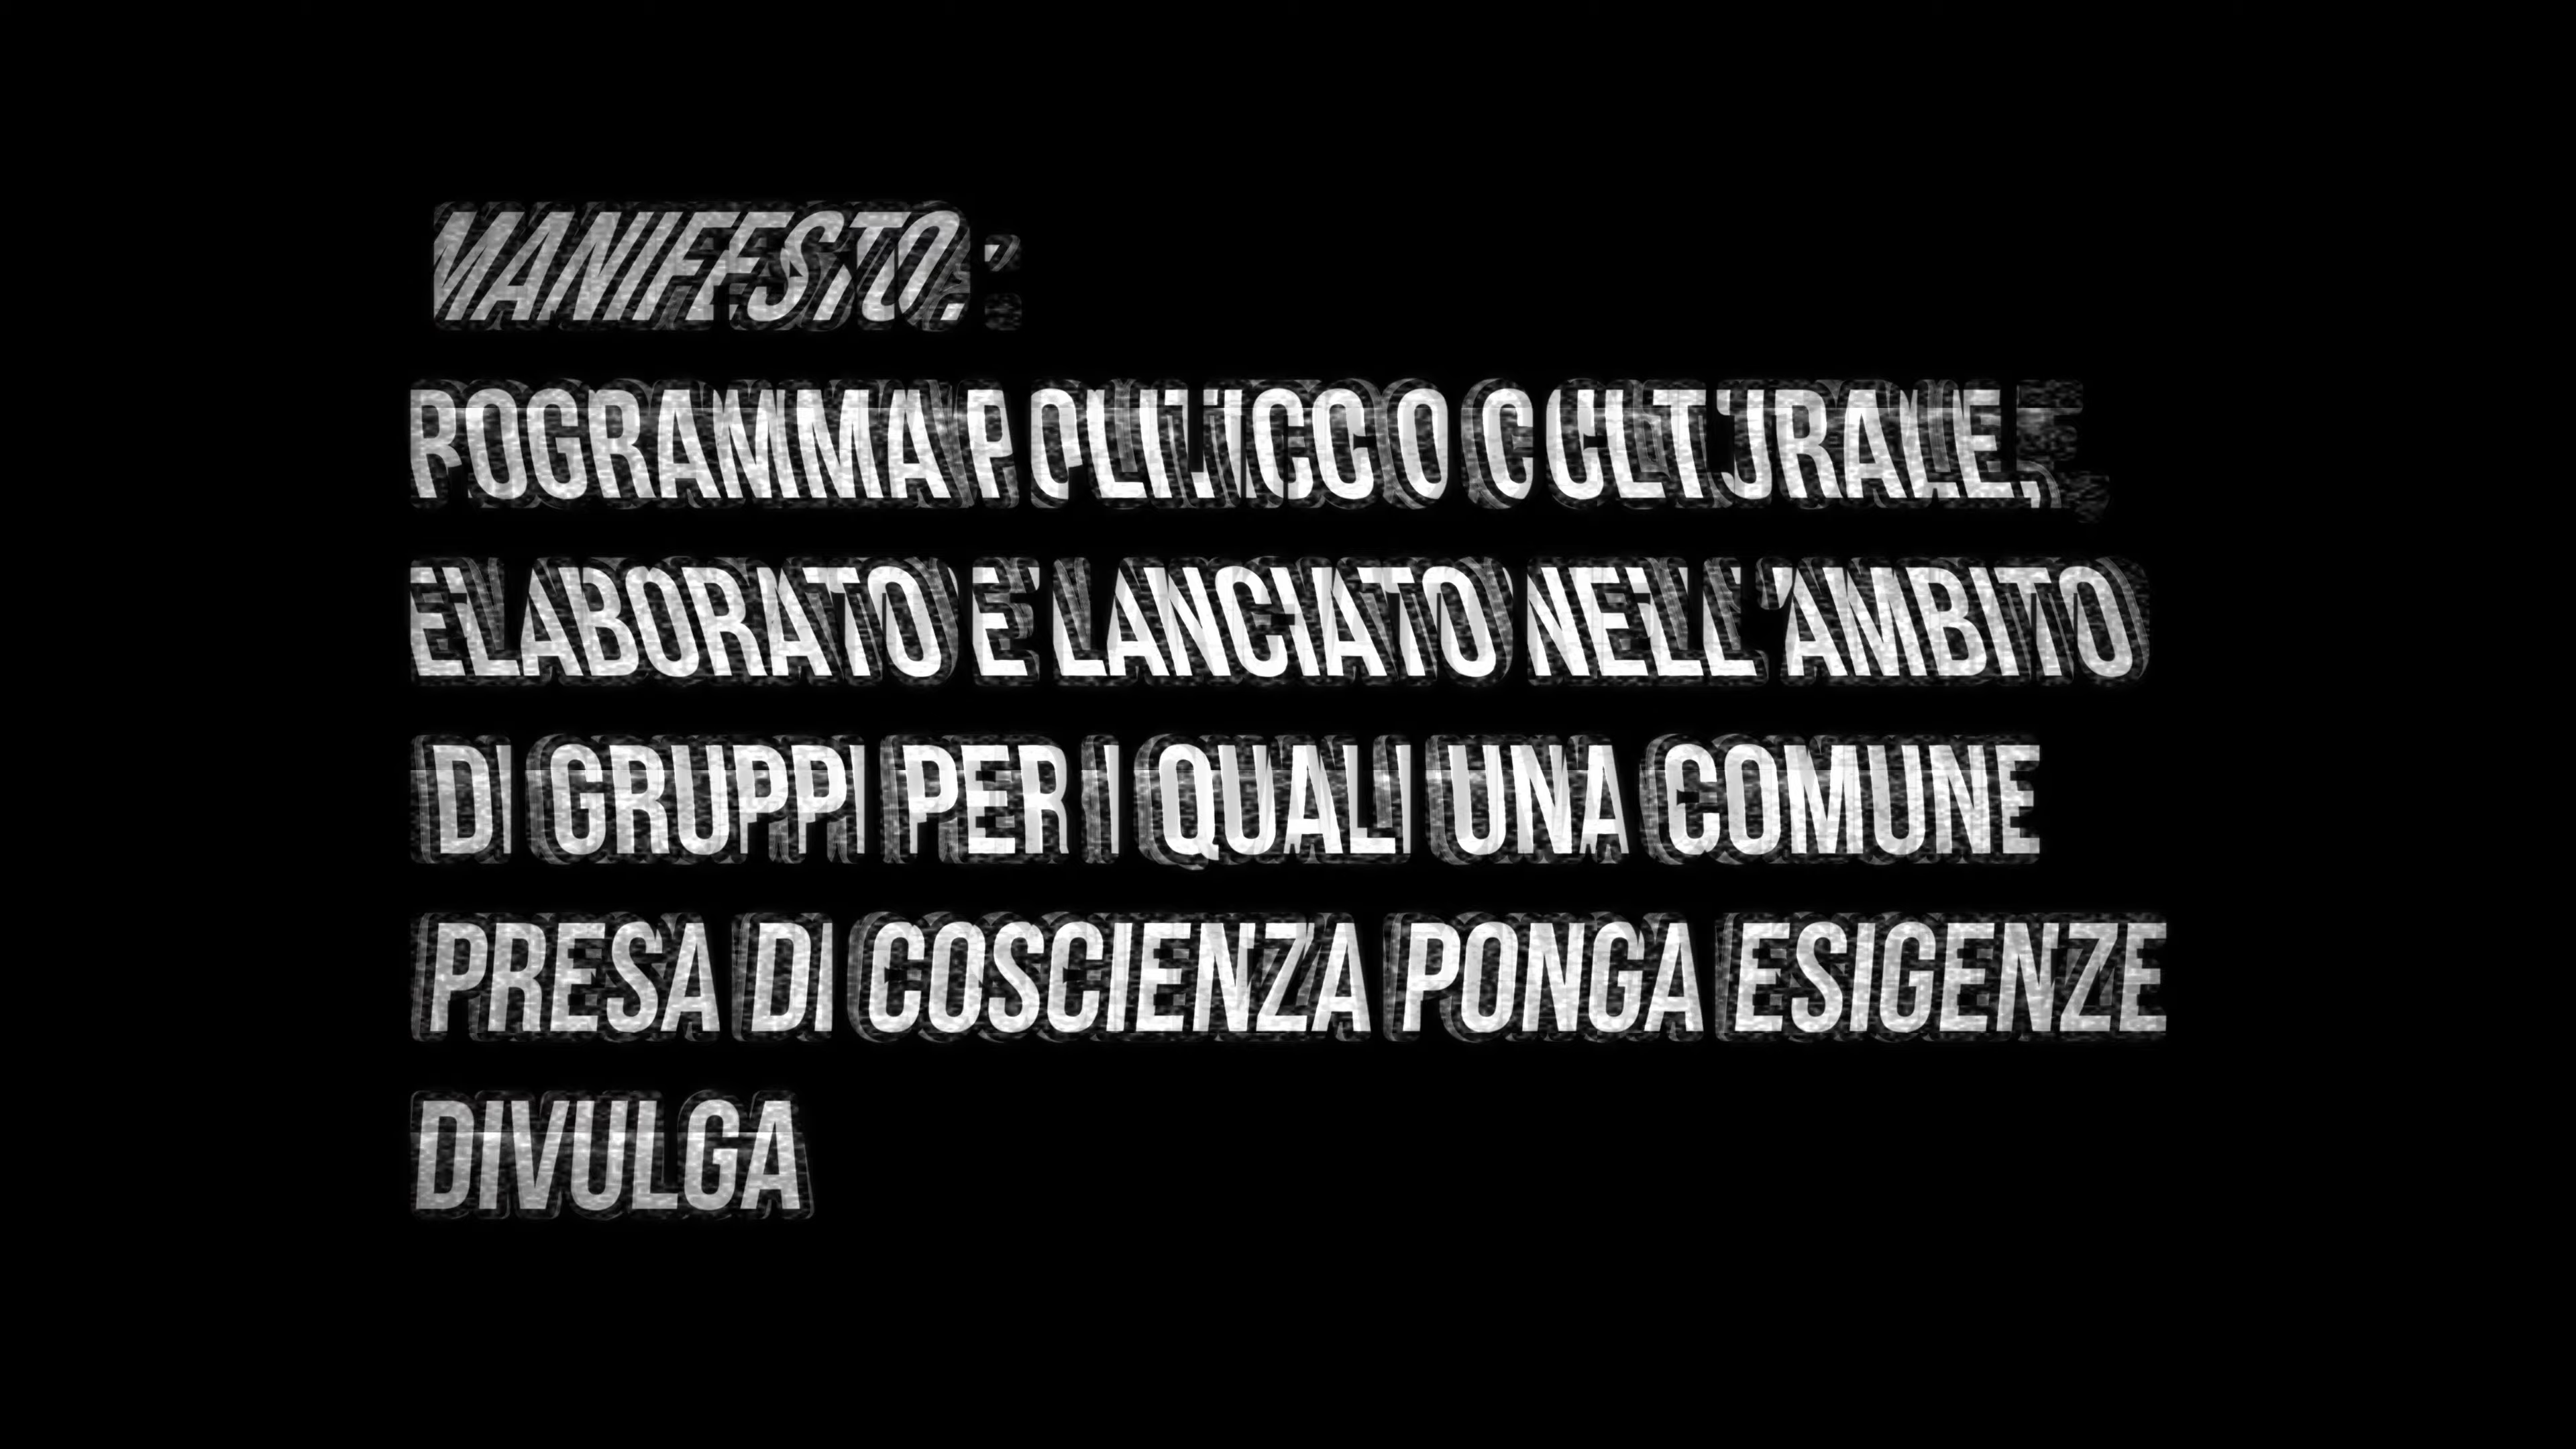 MANIFESTO:
PROGRAMMA POLITICO O CULTURALE,
ELABORATO E LANCIATO NELL'AMBITO
DI GRUPPI PER I QUALI UNA COMUNE
PRESA DI COSCIENZA PONGA ESIGENZE
DIVULGA